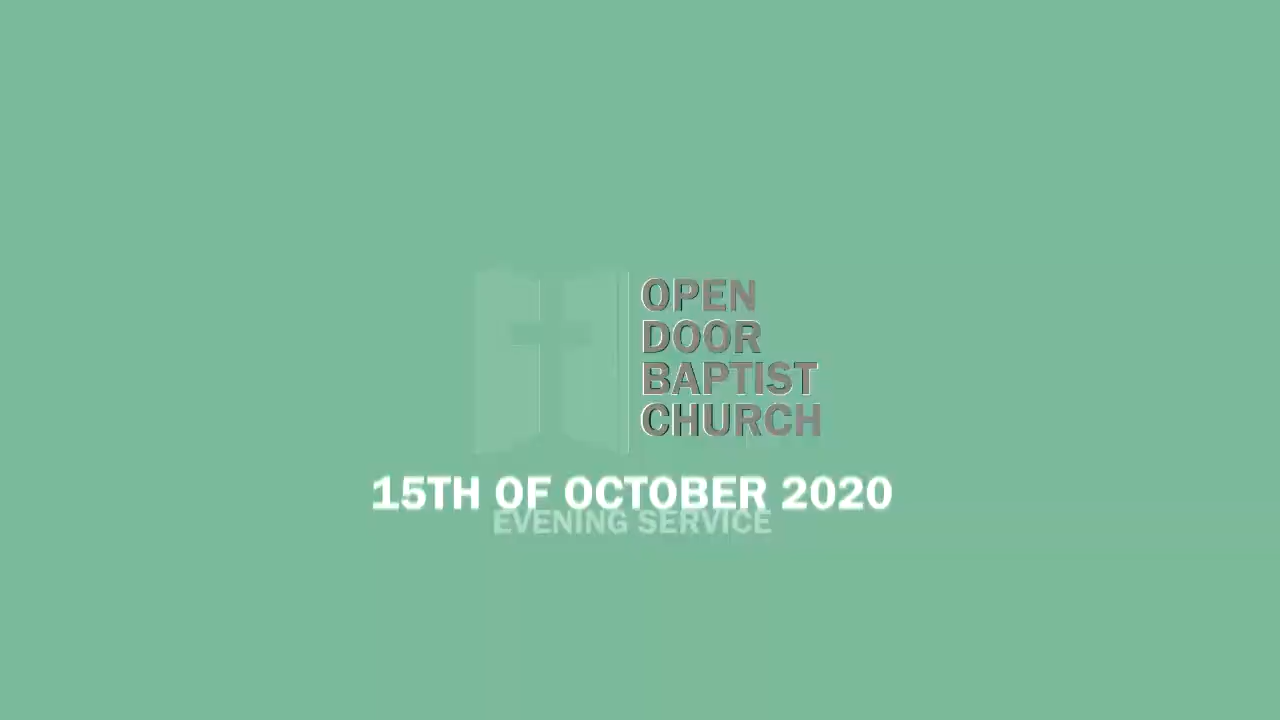 OPEN
DOOR
BAPTIST
CHURCH
15TH OF OCTOBER 2020
EVENING SERVICE